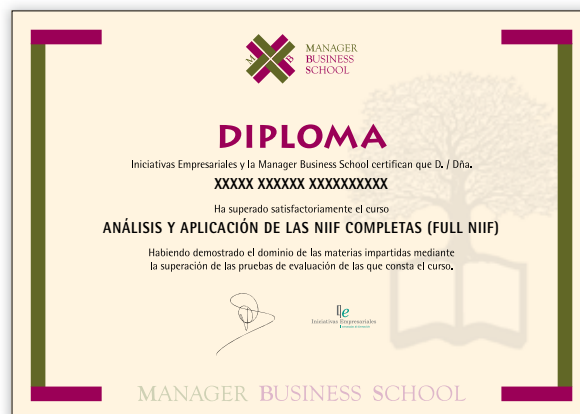 M B
MANAGER
BUSINESS
SCHOOL
DIPLOMA
Iniciativas Empresariales y la Manager Business School certifican que D. / Dña.
XXXXX XXXXXX XXXXXXXXXX
Ha superado satisfactoriamente el curso
ANÁLISIS Y APLICACIÓN DE LAS NIIF COMPLETAS (FULL NIIF)
Habiendo demostrado el dominio de las materias impartidas mediante
la superación de las pruebas de evaluación de las que consta el curso.
Iniciativas Empresariales
MANAGER BUSINESS SCHOOL